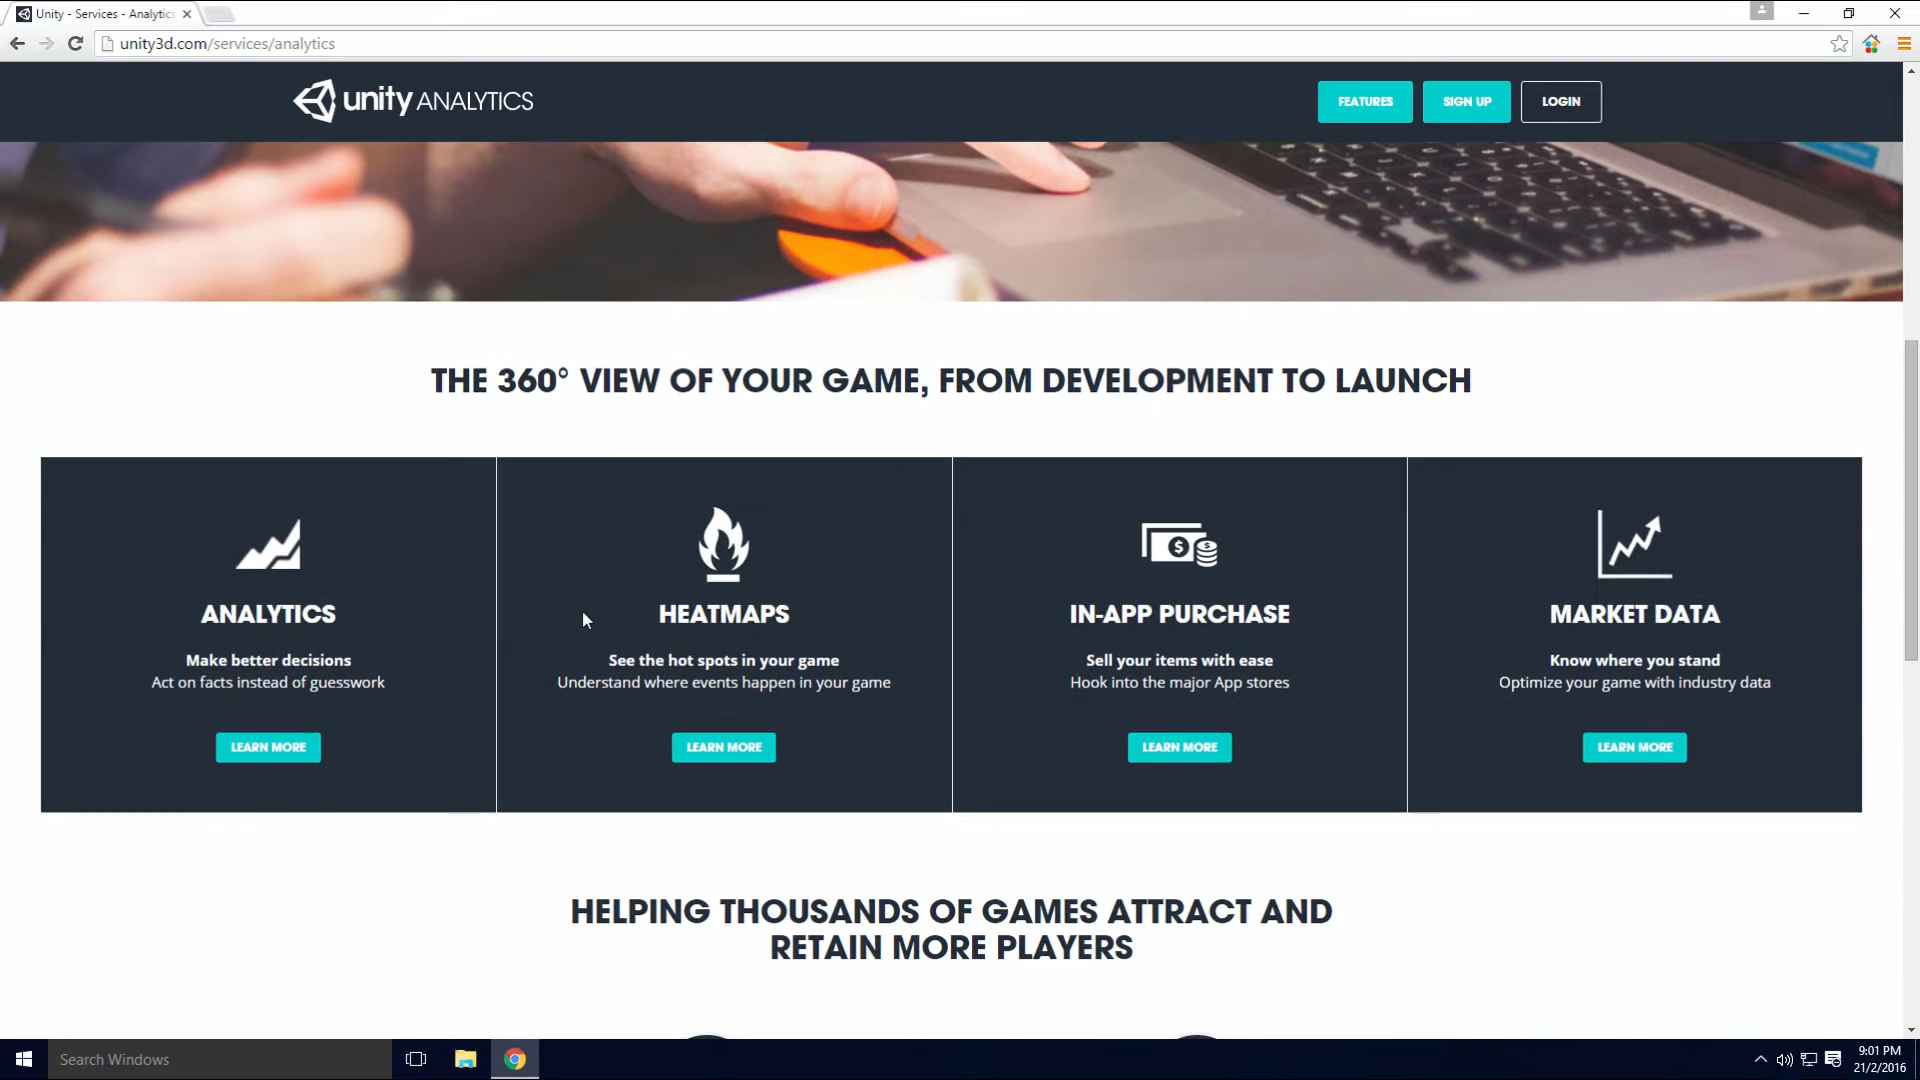 Unity - Services - Analytics
unity3d.com/services/analytics
unity ANALYTICS
FEATURES
SIGN UP
LOGIN
THE 360° VIEW OF YOUR GAME, FROM DEVELOPMENT TO LAUNCH
ANALYTICS
Make better decisions
Act on facts instead of guesswork
LEARN MORE
HEATMAPS
See the hot spots in your game
Understand where events happen in your game
LEARN MORE
IN-APP PURCHASE
Sell your items with ease
Hook into the major App stores
LEARN MORE
MARKET DATA
Know where you stand
Optimize your game with industry data
LEARN MORE
HELPING THOUSANDS OF GAMES ATTRACT AND
RETAIN MORE PLAYERS
Search Windows
9:01 PM
21/2/2016